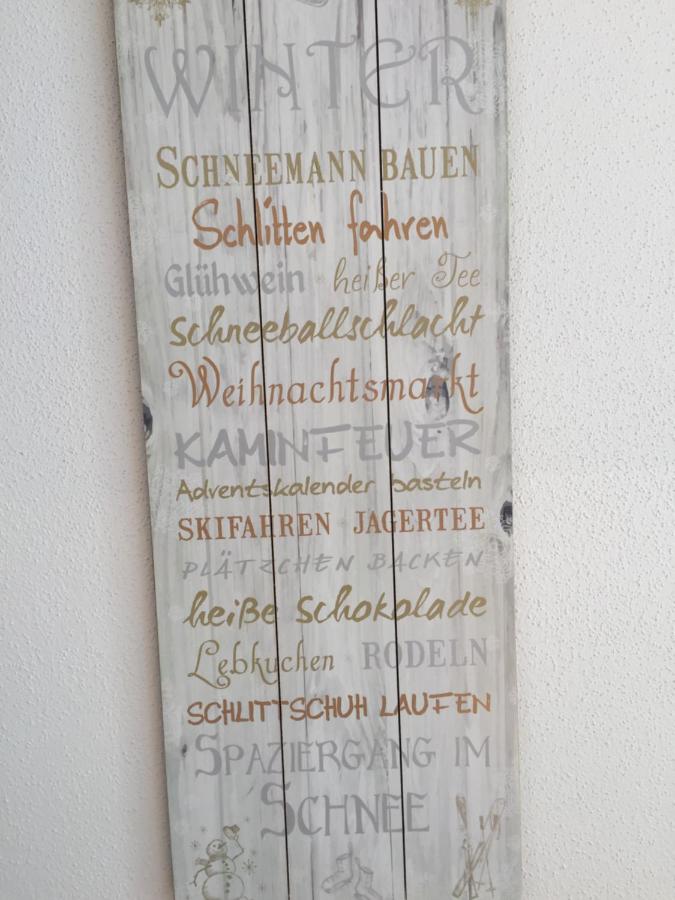 WINTER
SCHNEEMANN BAUEN
Schlitten fahren
Glühwein heißer Tee
Schneeballschlacht
Weihnachtsmarkt
KAMINFEUER
Adventskalender basteln
SKIFAHREN JAGERTEE
PLÄTZCHEN BACKEN
heiße Schokolade
Lebkuchen RODELN
SCHLITTSCHUH LAUFEN
SPAZIERGANG IM
SCHNEE